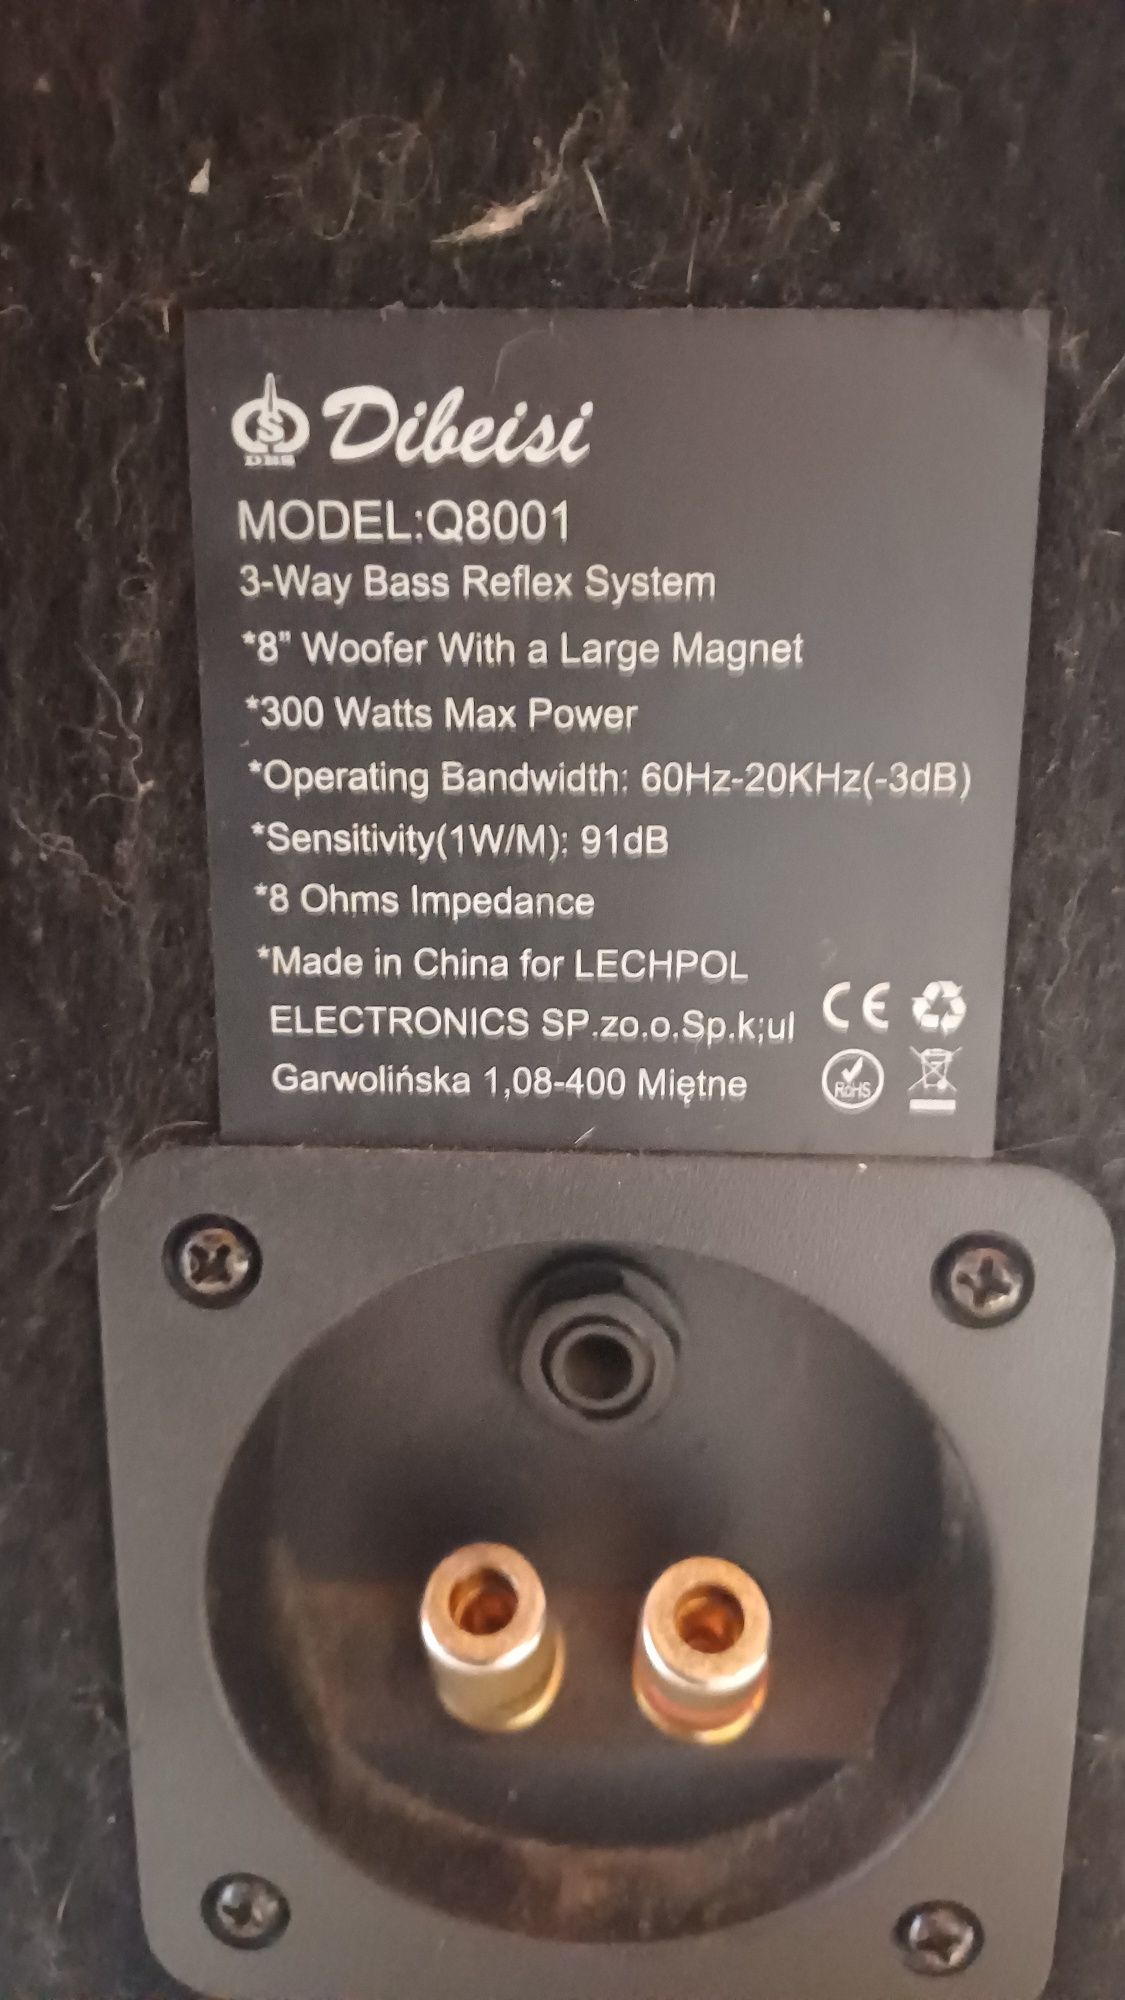 DBS Dibeisi
MODEL:Q8001
3-Way Bass Reflex System
*8" Woofer With a Large Magnet
*300 Watts Max Power
*Operating Bandwidth: 60Hz-20KHz(-3dB)
*Sensitivity(1W/M): 91dB
*8 Ohms Impedance
*Made in China for LECHPOL
ELECTRONICS SP.zo.o.Sp.k;ul
Garwolińska 1,08-400 Miętne
CE
RoHS